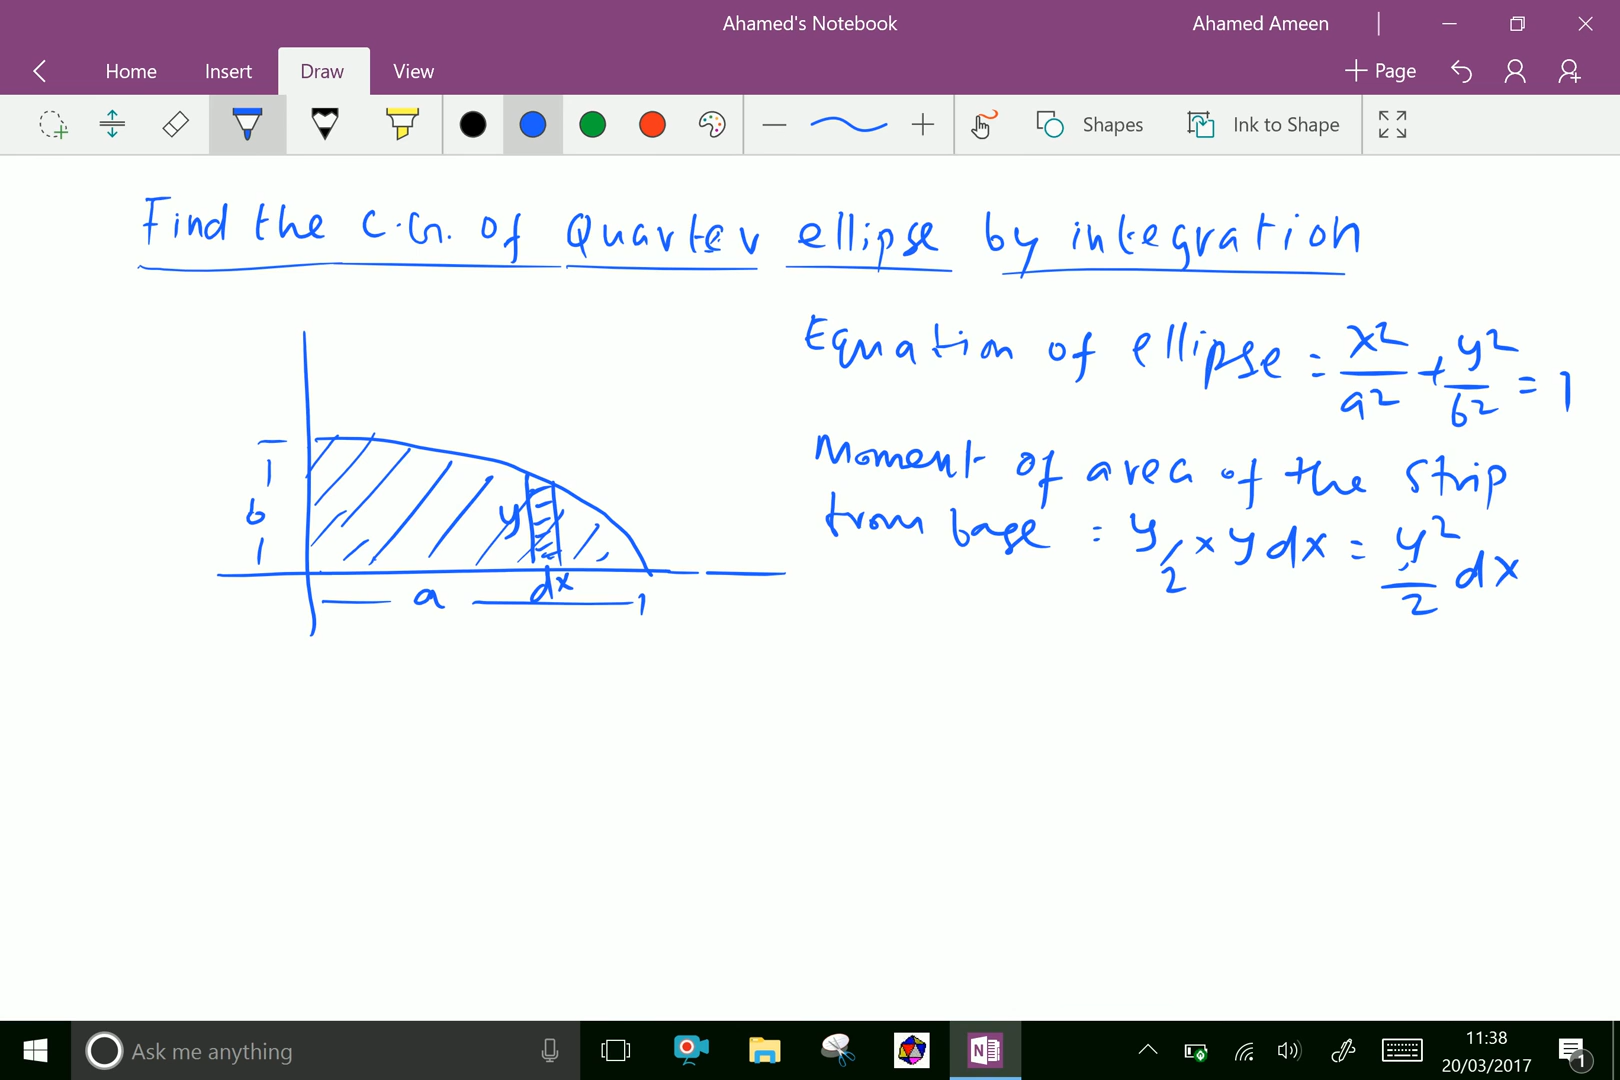 Ahamed's Notebook
Ahamed Ameen
Home Insert Draw View
Page
Shapes
Ink to Shape
Find the C.G. of Quarter ellipse by integration
Equation of ellipse = x²/a² + y²/b² = 1
Moment of area of the strip
from base = y/2 × y dx = y²/2 dx
b
y
a
dx
Ask me anything
11:38
20/03/2017
1